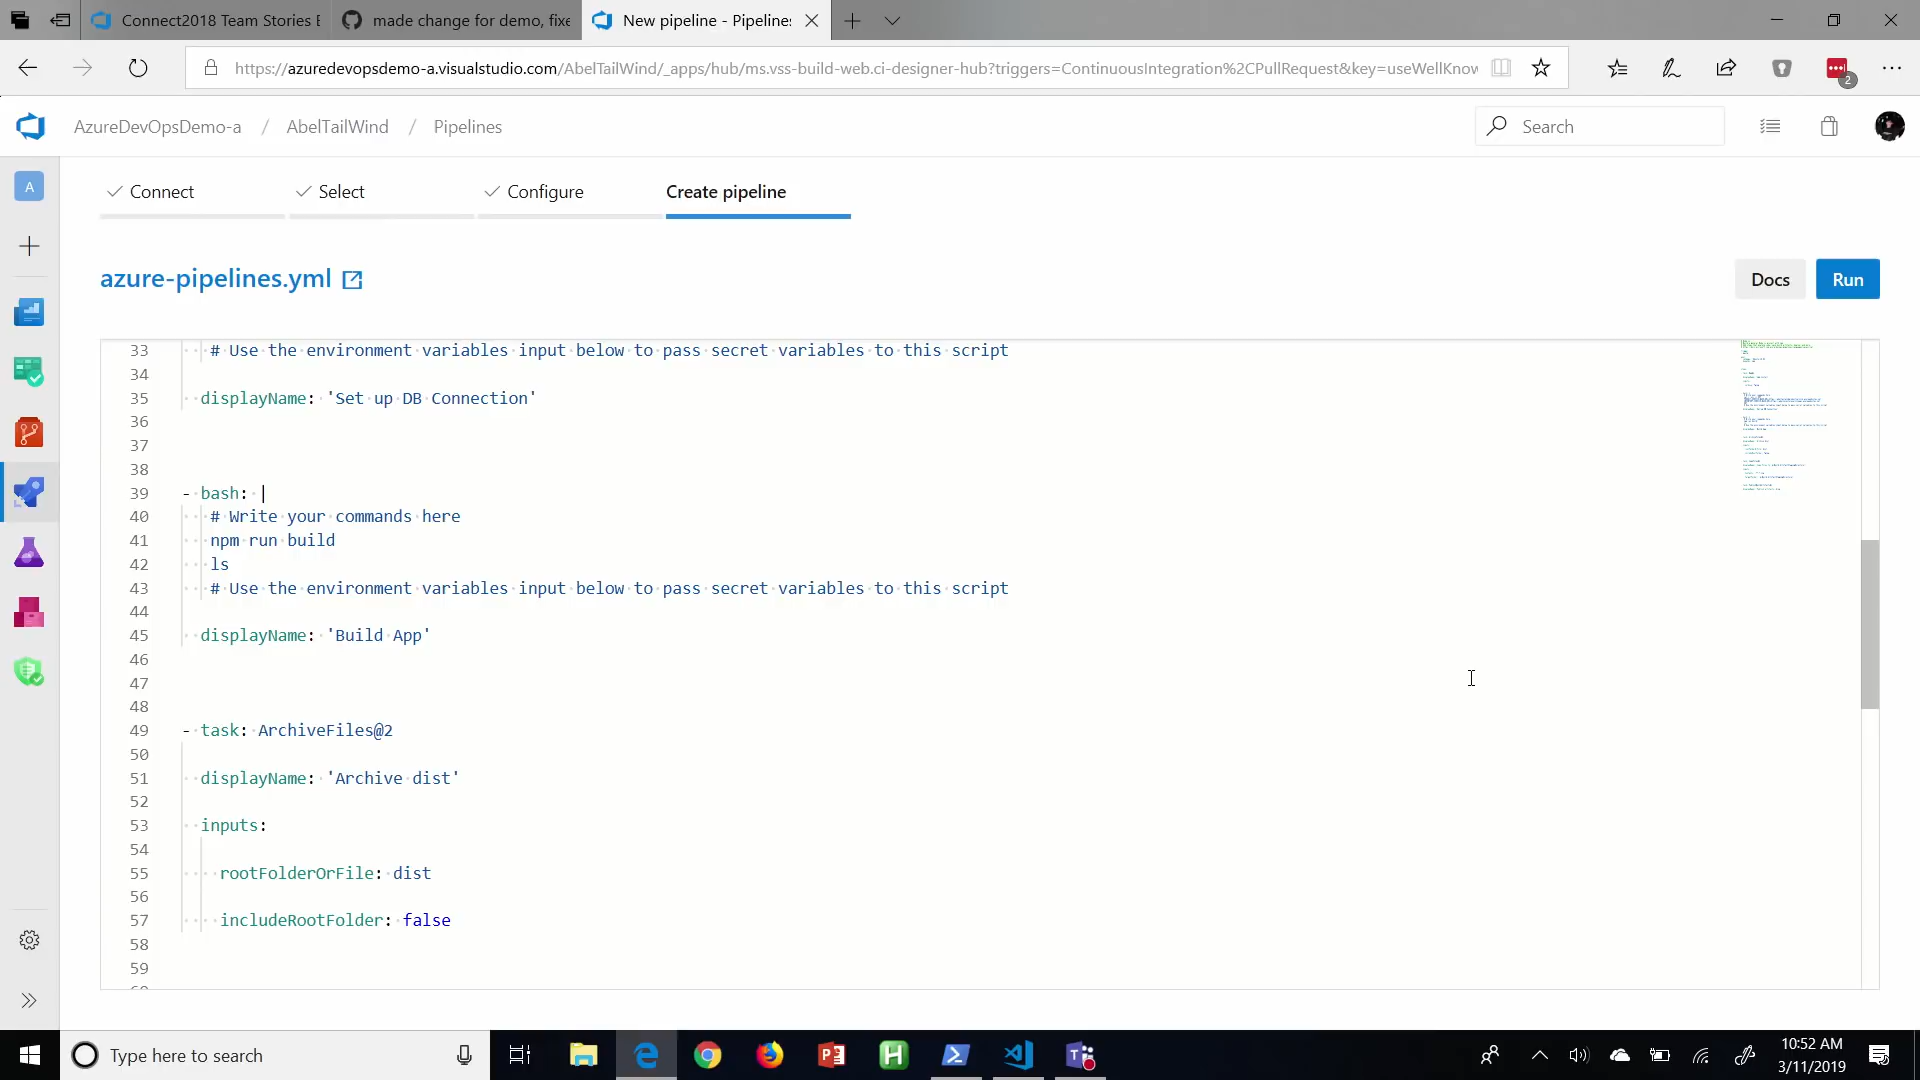 Connect2018 Team Stories
made change for demo, fixe
New pipeline - Pipelines
https://azuredevopsdemo-a.visualstudio.com/AbelTailWind/_apps/hub/ms.vss-build-web.ci-designer-hub?triggers=ContinuousIntegration%2CPullRequest&key=useWellKnow
2
AzureDevOpsDemo-a / AbelTailWind / Pipelines
Search
A
Connect
Select
Configure
Create pipeline
azure-pipelines.yml
Docs
Run
33 # Use the environment variables input below to pass secret variables to this script
34
35 displayName: 'Set up DB Connection'
36
37
38
39 - bash: |
40 # Write your commands here
41 npm run build
42 ls
43 # Use the environment variables input below to pass secret variables to this script
44
45 displayName: 'Build App'
46
47
48
49 - task: ArchiveFiles@2
50
51 displayName: 'Archive dist'
52
53 inputs:
54
55 rootFolderOrFile: dist
56
57 includeRootFolder: false
58
59
Type here to search
10:52 AM
3/11/2019